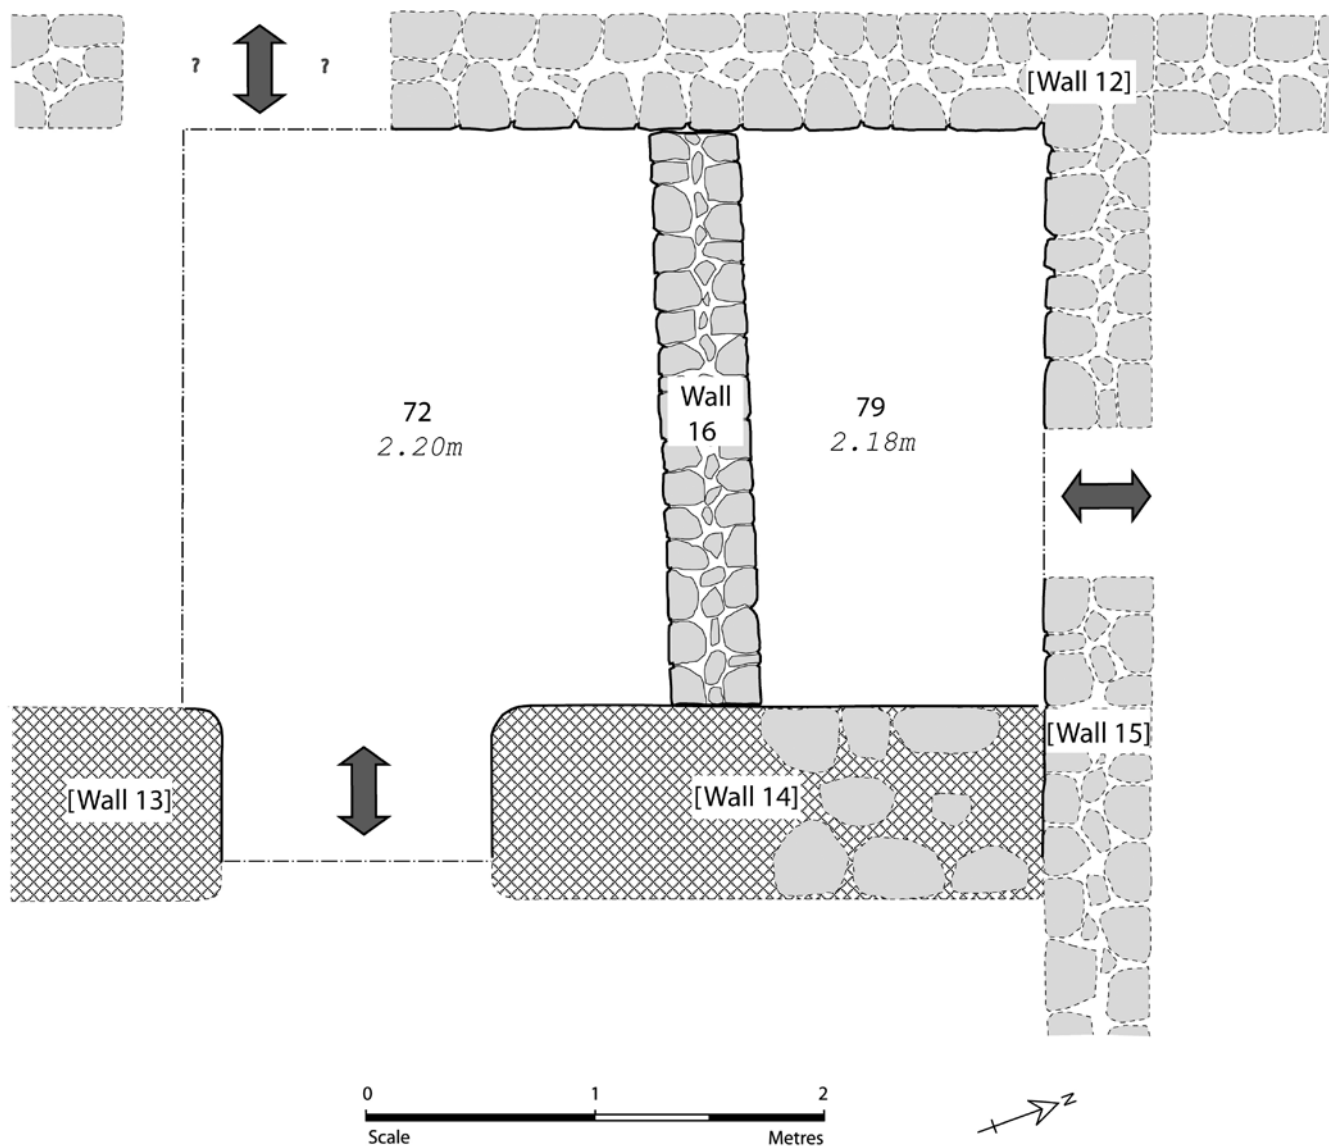 ? ?
[Wall 12]
Wall
16
72
2.20m
79
2.18m
[Wall 15]
[Wall 13]
[Wall 14]
0 1 2
Scale Metres
N